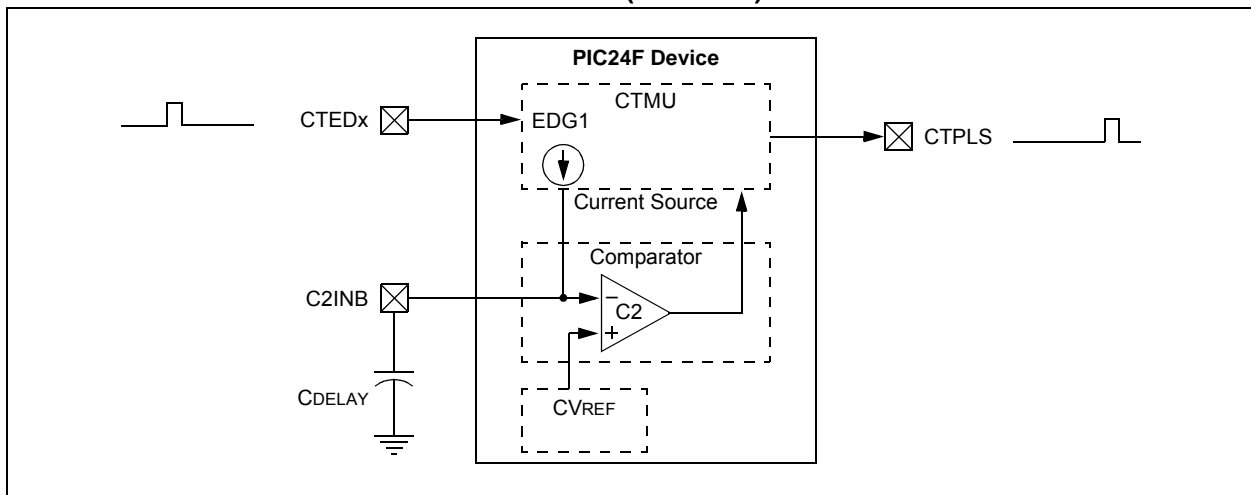 PIC24F Device
CTMU
CTEDx
EDG1
CTPLS
Current Source
Comparator
C2INB
−
C2
+
CDELAY
CVREF